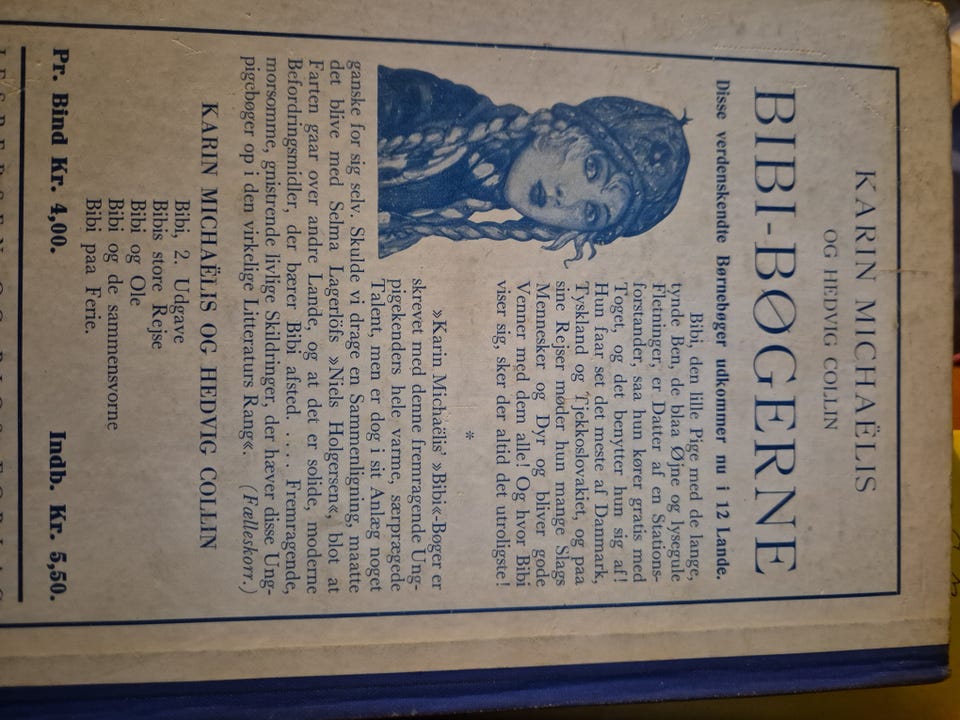 KARIN MICHAËLIS
OG HEDVIG COLLIN
BIBI-BØGERNE
Disse verdenskendte Børnebøger udkommer nu i 12 Lande.
Bibi, den lille Pige med de lange,
tynde Ben, de blaa Øjne og lysegule
Fletninger, er Datter af en Stations-
forstander, saa hun kører gratis med
Toget, og det benytter hun sig af!
Hun faar set det meste af Danmark,
Tyskland og Tjekkoslovakiet, og paa
sine Rejser møder hun mange Slags
Mennesker og Dyr og bliver gode
Venner med dem alle! Og hvor Bibi
viser sig, sker der altid det utroligste!
*
»Karin Michaëlis' »Bibi«-Bøger er
skrevet med denne fremragende Ung-
pigekenders hele varme, særprægede
Talent, men er dog i sit Anlæg noget
ganske for sig selv. Skulde vi drage en Sammenligning, maatte
det blive med Selma Lagerlöfs »Niels Holgersen«, blot at
Farten gaar over andre Lande, og at det er solide, moderne
Befordringsmidler, der bærer Bibi afsted. . . . Fremragende,
morsomme, gnistrende livlige Skildringer, der hæver disse Ung-
pigebøger op i den virkelige Litteraturs Rang«. (Fælleskorr.)
KARIN MICHAËLIS OG HEDVIG COLLIN
Bibi, 2. Udgave
Bibis store Rejse
Bibi og Ole
Bibi og de sammensvorne
Bibi paa Ferie.
Pr. Bind Kr. 4,00. Indb. Kr. 5,50.